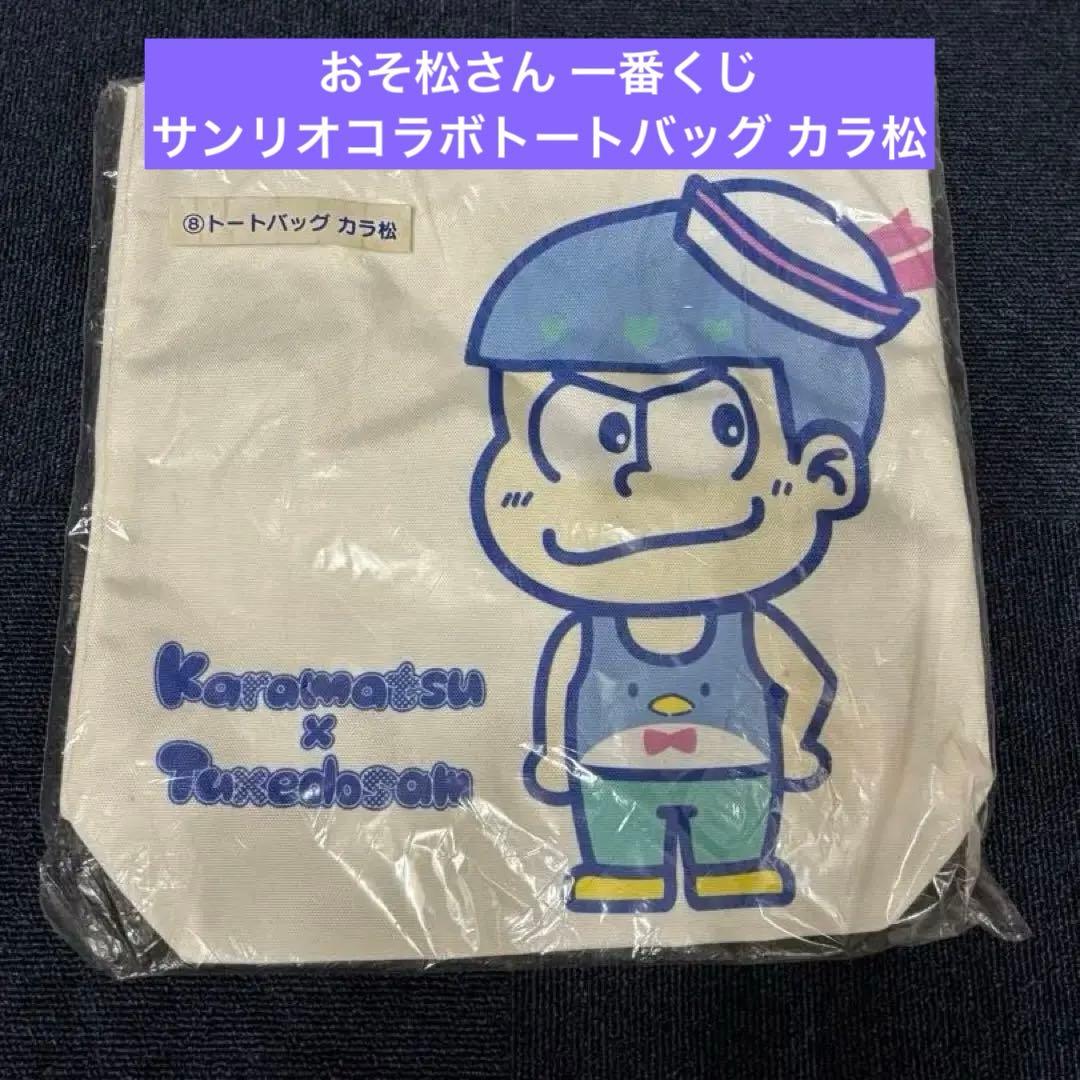 おそ松さん 一番くじ
サンリオコラボトートバッグ カラ松
⑧トートバッグ カラ松
Karamatsu
x
Tuxedosam